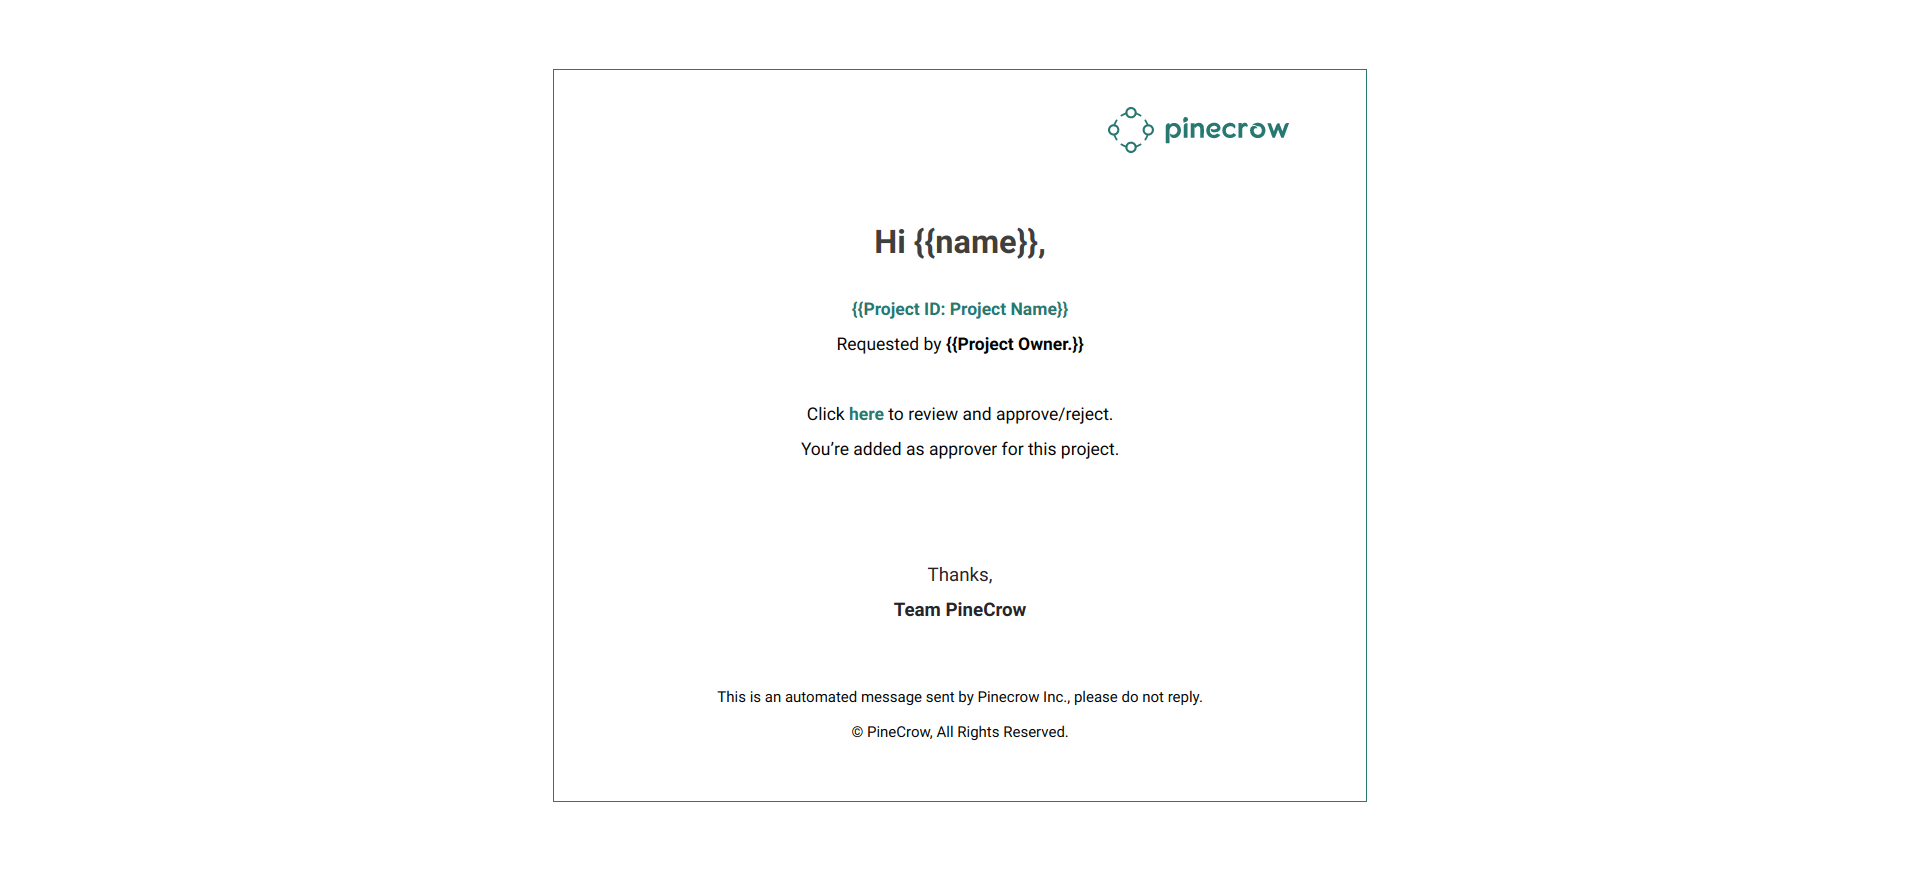 pinecrow
Hi {{name}},
{{Project ID: Project Name}}
Requested by {{Project Owner.}}
Click here to review and approve/reject.
You’re added as approver for this project.
Thanks,
Team PineCrow
This is an automated message sent by Pinecrow Inc., please do not reply.
© PineCrow, All Rights Reserved.